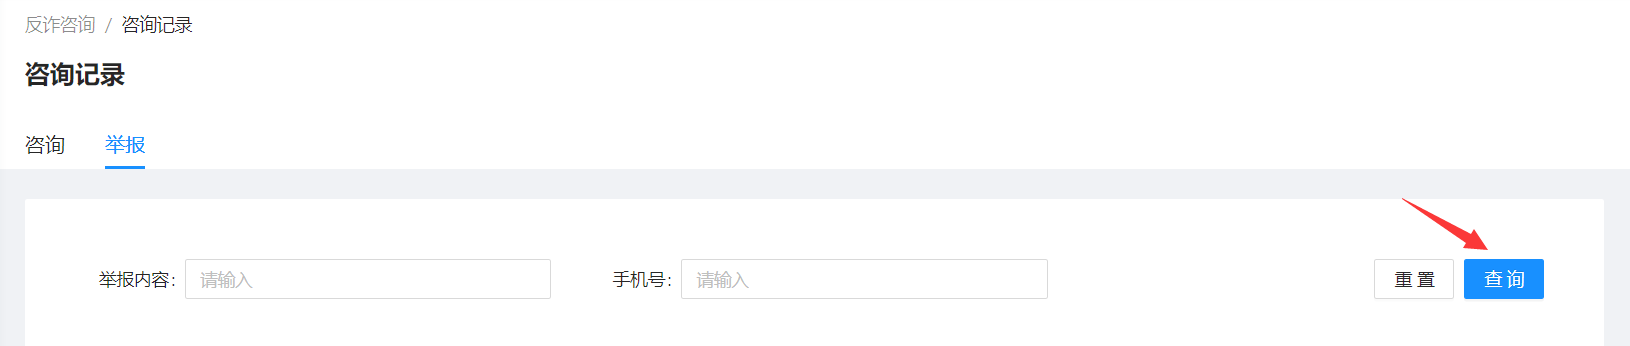 反诈咨询 / 咨询记录
咨询记录
咨询 举报
举报内容: 请输入 手机号: 请输入 重 置 查 询